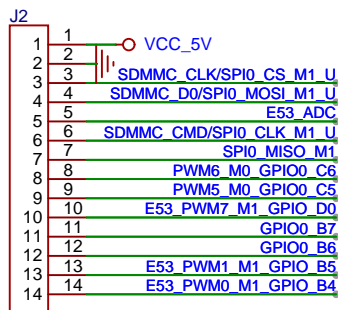 J2
1 1 VCC_5V
2 2
3 3 SDMMC_CLK/SPI0_CS_M1_U
4 4 SDMMC_D0/SPI0_MOSI_M1_U
5 5 E53_ADC
6 6 SDMMC_CMD/SPI0_CLK_M1_U
7 7 SPI0_MISO_M1
8 8 PWM6_M0_GPIO0_C6
9 9 PWM5_M0_GPIO0_C5
10 10 E53_PWM7_M1_GPIO_D0
11 11 GPIO0_B7
12 12 GPIO0_B6
13 13 E53_PWM1_M1_GPIO_B5
14 14 E53_PWM0_M1_GPIO_B4